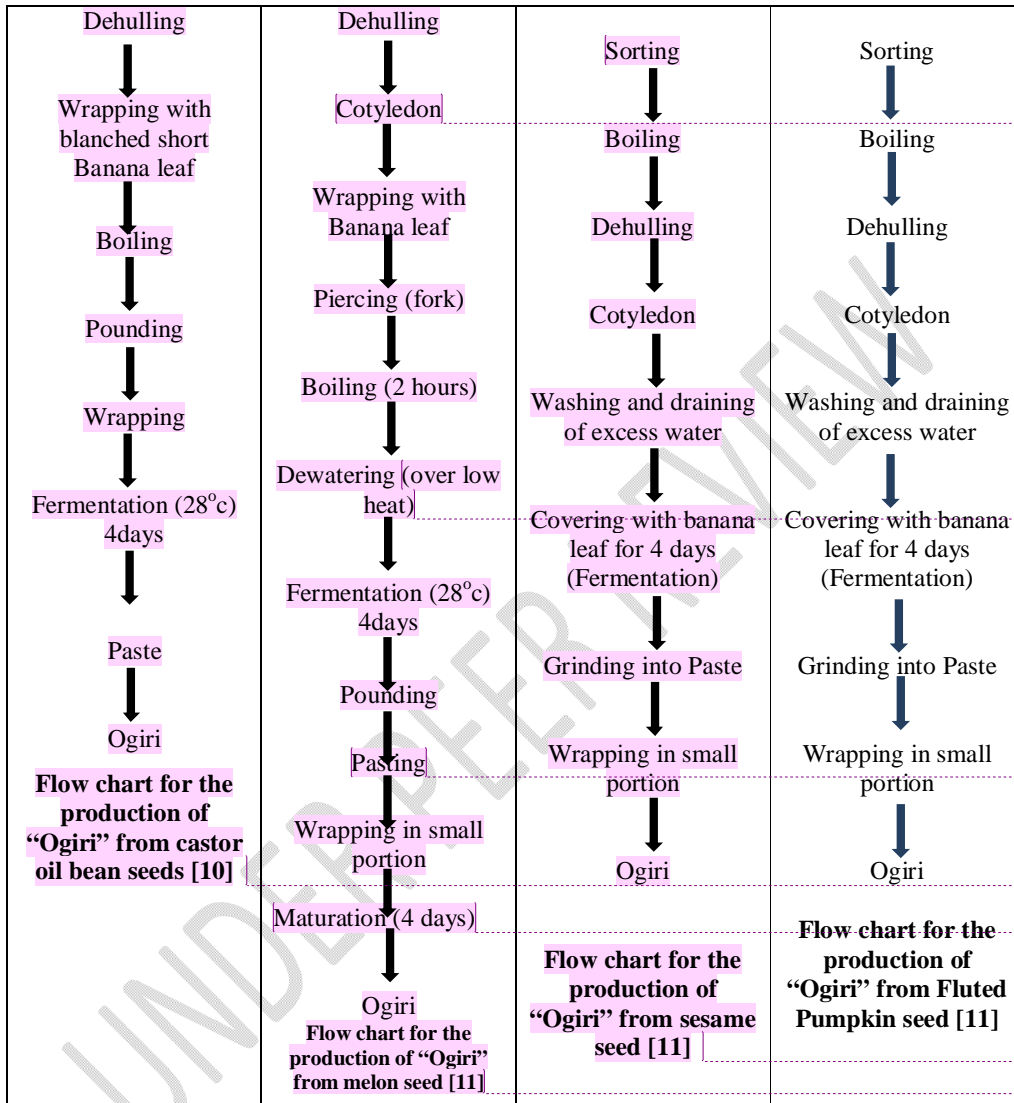 Dehulling
Wrapping with
blanched short
Banana leaf
Boiling
Pounding
Wrapping
Fermentation (28°c)
4days
Paste
Ogiri
Flow chart for the
production of
“Ogiri” from castor
oil bean seeds [10]
Dehulling
Cotyledon
Wrapping with
Banana leaf
Piercing (fork)
Boiling (2 hours)
Dewatering (over low
heat)
Fermentation (28°c)
4days
Pounding
Pasting
Wrapping in small
portion
Maturation (4 days)
Ogiri
Flow chart for the
production of “Ogiri”
from melon seed [11]
Sorting
Boiling
Dehulling
Cotyledon
Washing and draining
of excess water
Covering with banana
leaf for 4 days
(Fermentation)
Grinding into Paste
Wrapping in small
portion
Ogiri
Flow chart for the
production of
“Ogiri” from sesame
seed [11]
Sorting
Boiling
Dehulling
Cotyledon
Washing and draining
of excess water
Covering with banana
leaf for 4 days
(Fermentation)
Grinding into Paste
Wrapping in small
portion
Ogiri
Flow chart for the
production of
“Ogiri” from Fluted
Pumpkin seed [11]
UNDER PEER REVIEW